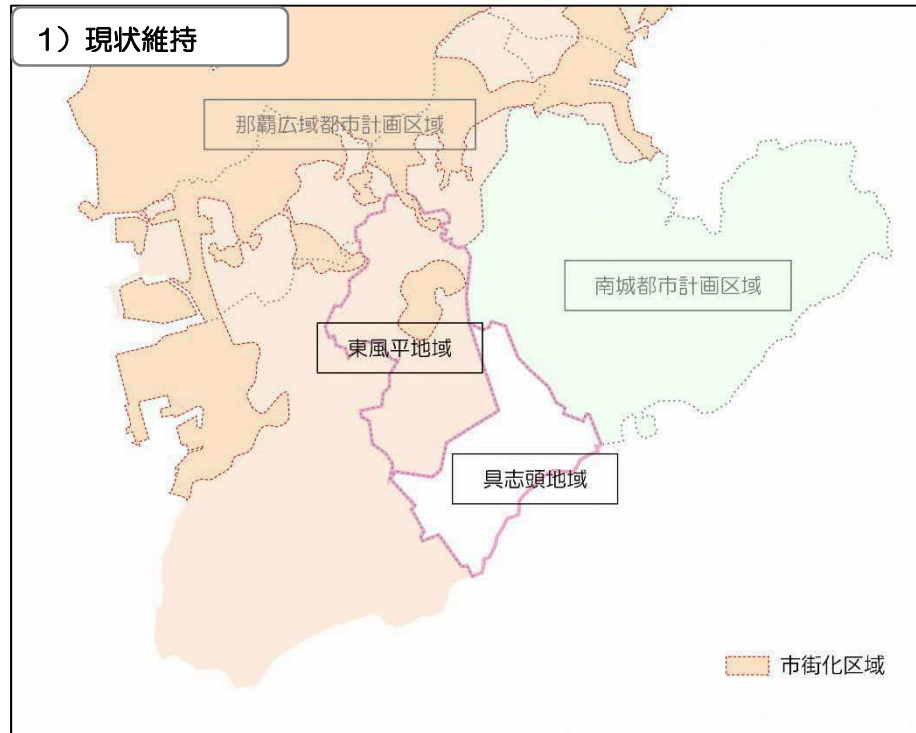 1）現状維持
那覇広域都市計画区域
南城都市計画区域
東風平地域
具志頭地域
市街化区域